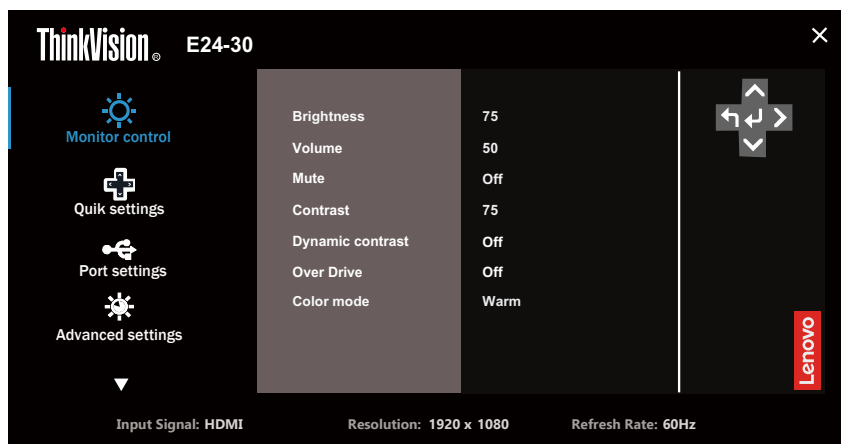 ThinkVision® E24-30
Monitor control
Quik settings
Port settings
Advanced settings
Brightness 75
Volume 50
Mute Off
Contrast 75
Dynamic contrast Off
Over Drive Off
Color mode Warm
Lenovo
Input Signal: HDMI Resolution: 1920 x 1080 Refresh Rate: 60Hz